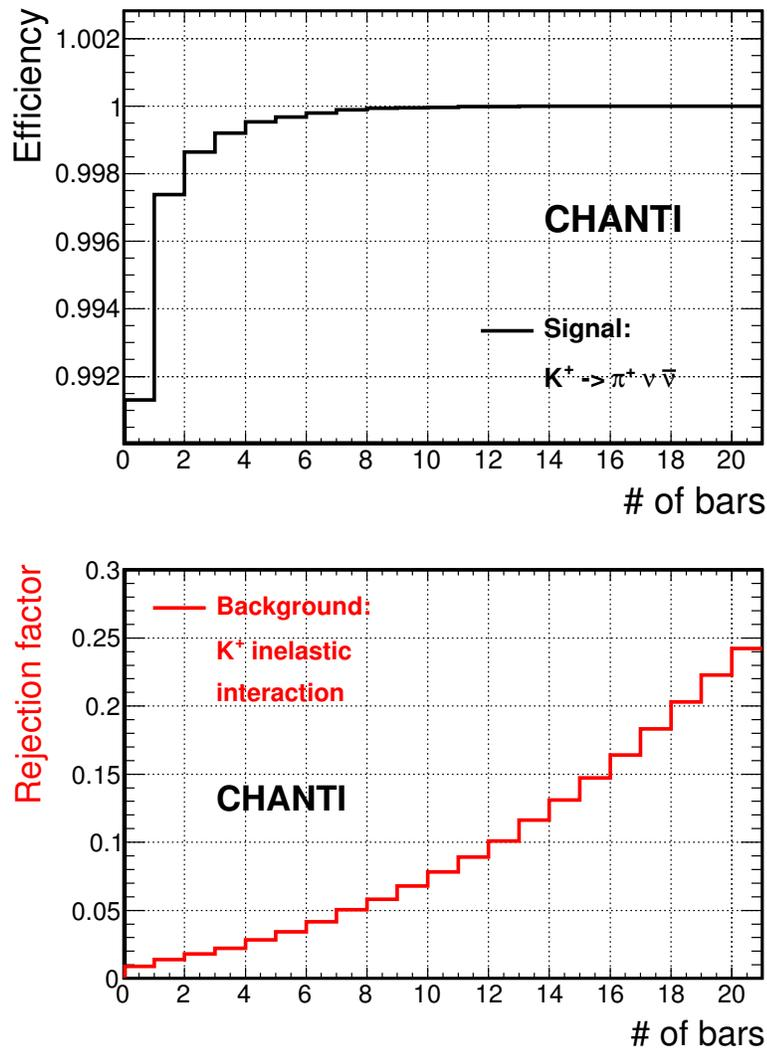 Efficiency
1.002
1
0.998
0.996
0.994
0.992
CHANTI
Signal:
K⁺ -> π⁺ ν ν̅
0 2 4 6 8 10 12 14 16 18 20
# of bars
Rejection factor
0.3
0.25
0.2
0.15
0.1
0.05
0
Background:
K⁺ inelastic
interaction
CHANTI
0 2 4 6 8 10 12 14 16 18 20
# of bars